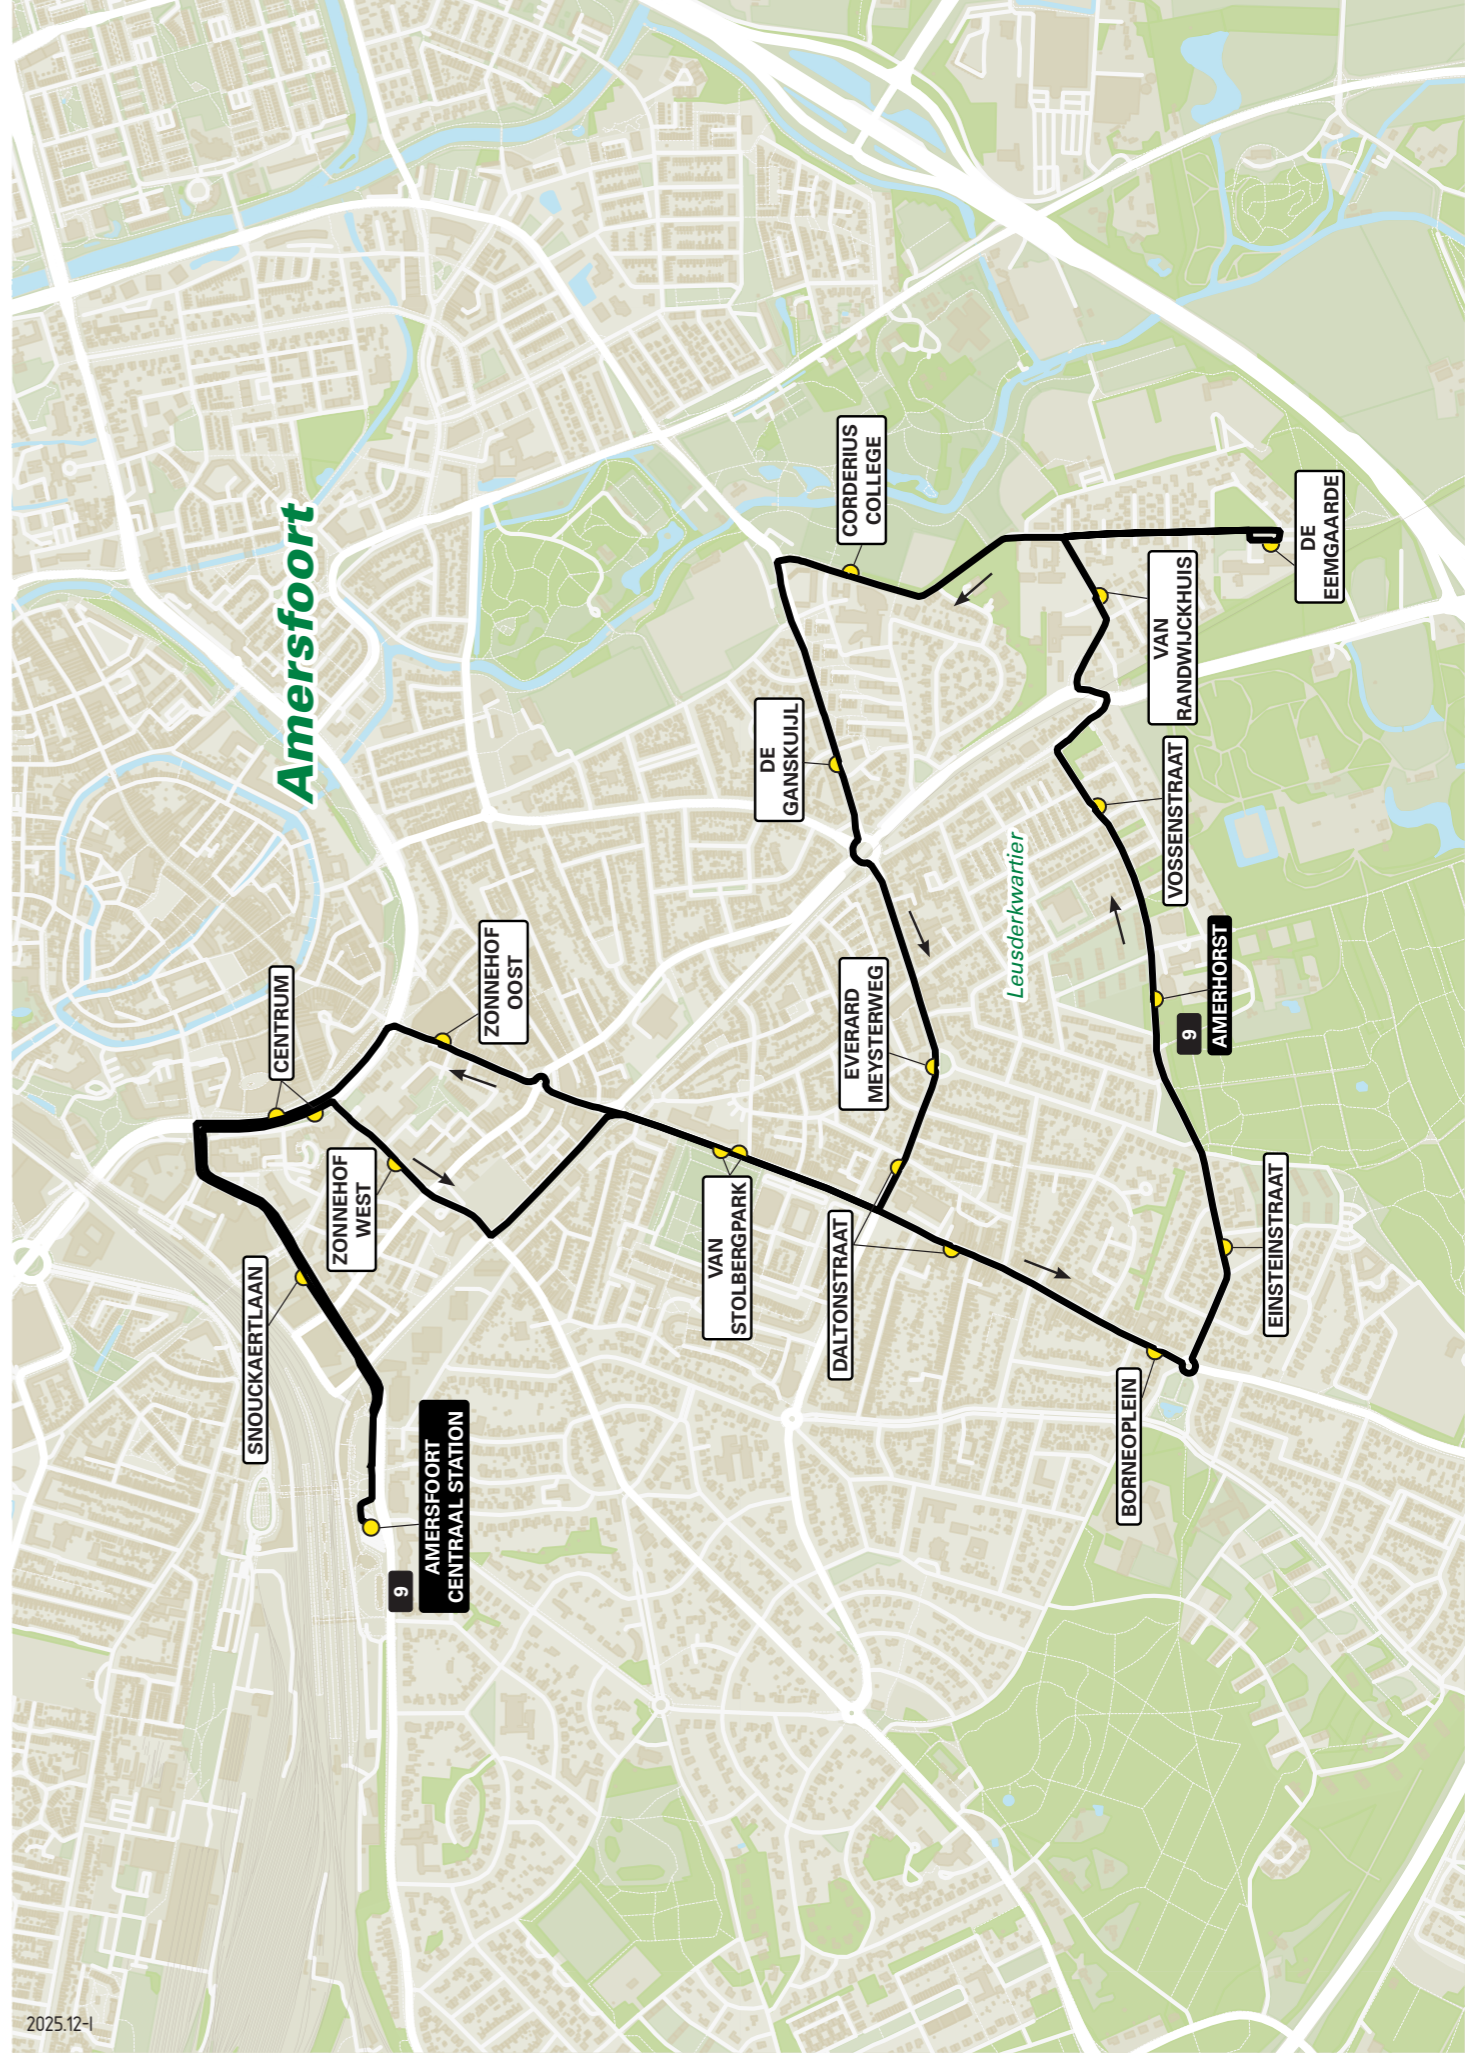 Amersfoort
CENTRUM
ZONNEHOF
OOST
ZONNEHOF
WEST
SNOUCKAERTLAAN
9
AMERSFOORT
CENTRAAL STATION
VAN
STOLBERGPARK
DALTONSTRAAT
EVERARD
MEYSTERWEG
DE
GANSKUIJL
CORDERIUS
COLLEGE
DE
EEMGAARDE
VAN
RANDWIJCKHUIS
VOSSENSTRAAT
Leusderkwartier
9
AMERHORST
EINSTEINSTRAAT
BORNEOPLEIN
2025.12-I